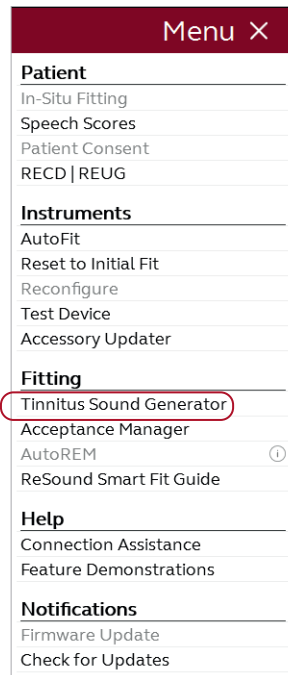 Menu ×
Patient
In-Situ Fitting
Speech Scores
Patient Consent
RECD | REUG
Instruments
AutoFit
Reset to Initial Fit
Reconfigure
Test Device
Accessory Updater
Fitting
Tinnitus Sound Generator
Acceptance Manager
AutoREM i
ReSound Smart Fit Guide
Help
Connection Assistance
Feature Demonstrations
Notifications
Firmware Update
Check for Updates